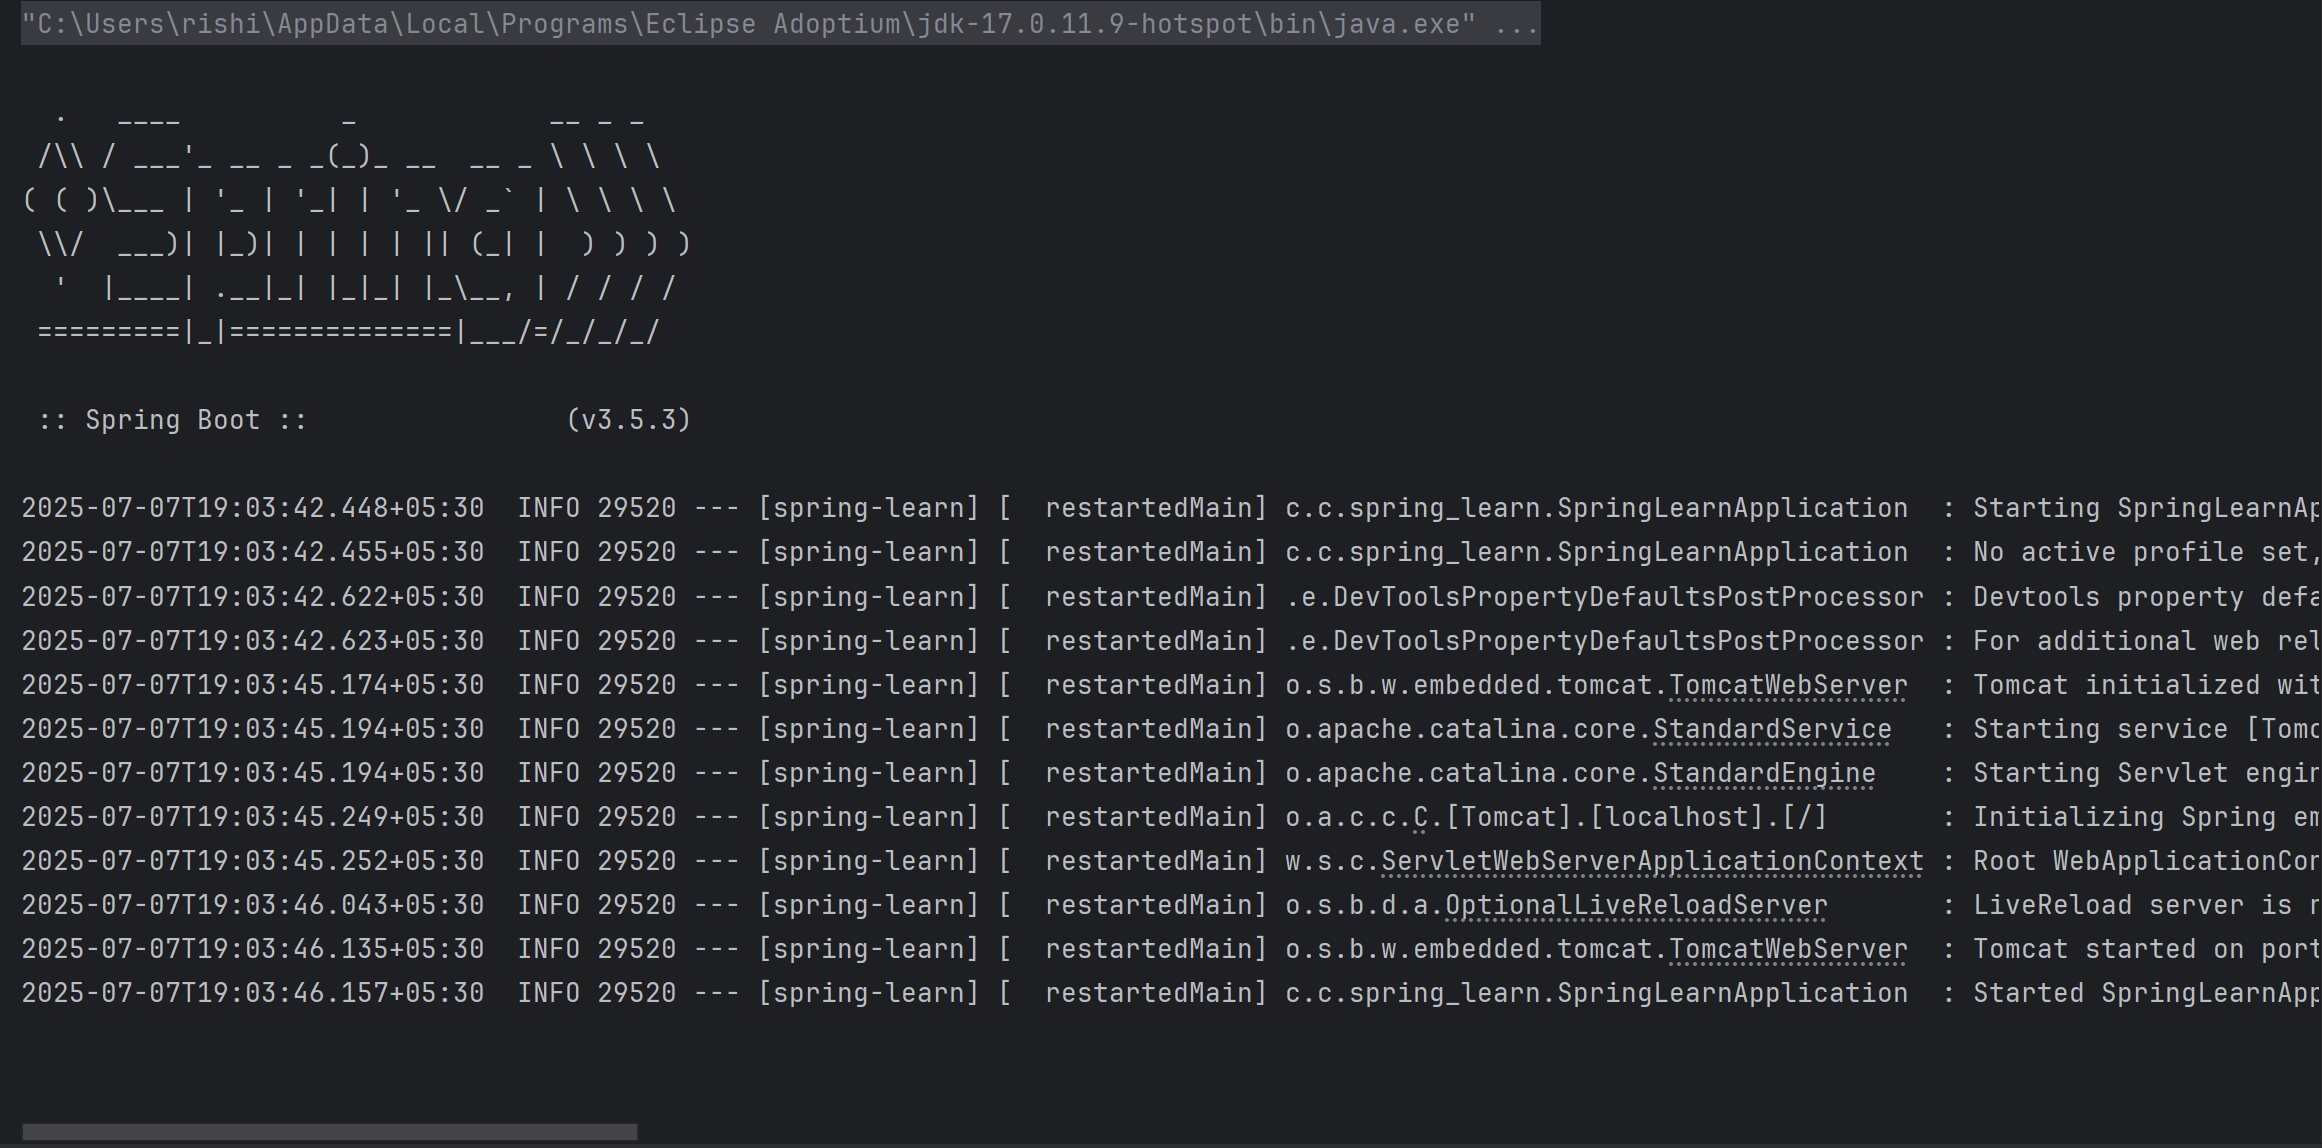 "C:\Users\rishi\AppData\Local\Programs\Eclipse Adoptium\jdk-17.0.11.9-hotspot\bin\java.exe" ...
  .   ____          _            __ _ _
 /\\ / ___'_ __ _ _(_)_ __  __ _ \ \ \ \
( ( )\___ | '_ | '_| | '_ \/ _` | \ \ \ \
 \\/  ___)| |_)| | | | | || (_| |  ) ) ) )
  '  |____| .__|_| |_|_| |_\__, | / / / /
 =========|_|==============|___/=/_/_/_/
 :: Spring Boot ::                (v3.5.3)
2025-07-07T19:03:42.448+05:30  INFO 29520 --- [spring-learn] [  restartedMain] c.c.spring_learn.SpringLearnApplication  : Starting SpringLearnAp
2025-07-07T19:03:42.455+05:30  INFO 29520 --- [spring-learn] [  restartedMain] c.c.spring_learn.SpringLearnApplication  : No active profile set,
2025-07-07T19:03:42.622+05:30  INFO 29520 --- [spring-learn] [  restartedMain] .e.DevToolsPropertyDefaultsPostProcessor : Devtools property defa
2025-07-07T19:03:42.623+05:30  INFO 29520 --- [spring-learn] [  restartedMain] .e.DevToolsPropertyDefaultsPostProcessor : For additional web rel
2025-07-07T19:03:45.174+05:30  INFO 29520 --- [spring-learn] [  restartedMain] o.s.b.w.embedded.tomcat.TomcatWebServer  : Tomcat initialized wit
2025-07-07T19:03:45.194+05:30  INFO 29520 --- [spring-learn] [  restartedMain] o.apache.catalina.core.StandardService   : Starting service [Tomc
2025-07-07T19:03:45.194+05:30  INFO 29520 --- [spring-learn] [  restartedMain] o.apache.catalina.core.StandardEngine    : Starting Servlet engin
2025-07-07T19:03:45.249+05:30  INFO 29520 --- [spring-learn] [  restartedMain] o.a.c.c.C.[Tomcat].[localhost].[/]       : Initializing Spring em
2025-07-07T19:03:45.252+05:30  INFO 29520 --- [spring-learn] [  restartedMain] w.s.c.ServletWebServerApplicationContext : Root WebApplicationCon
2025-07-07T19:03:46.043+05:30  INFO 29520 --- [spring-learn] [  restartedMain] o.s.b.d.a.OptionalLiveReloadServer       : LiveReload server is r
2025-07-07T19:03:46.135+05:30  INFO 29520 --- [spring-learn] [  restartedMain] o.s.b.w.embedded.tomcat.TomcatWebServer  : Tomcat started on port
2025-07-07T19:03:46.157+05:30  INFO 29520 --- [spring-learn] [  restartedMain] c.c.spring_learn.SpringLearnApplication  : Started SpringLearnApp